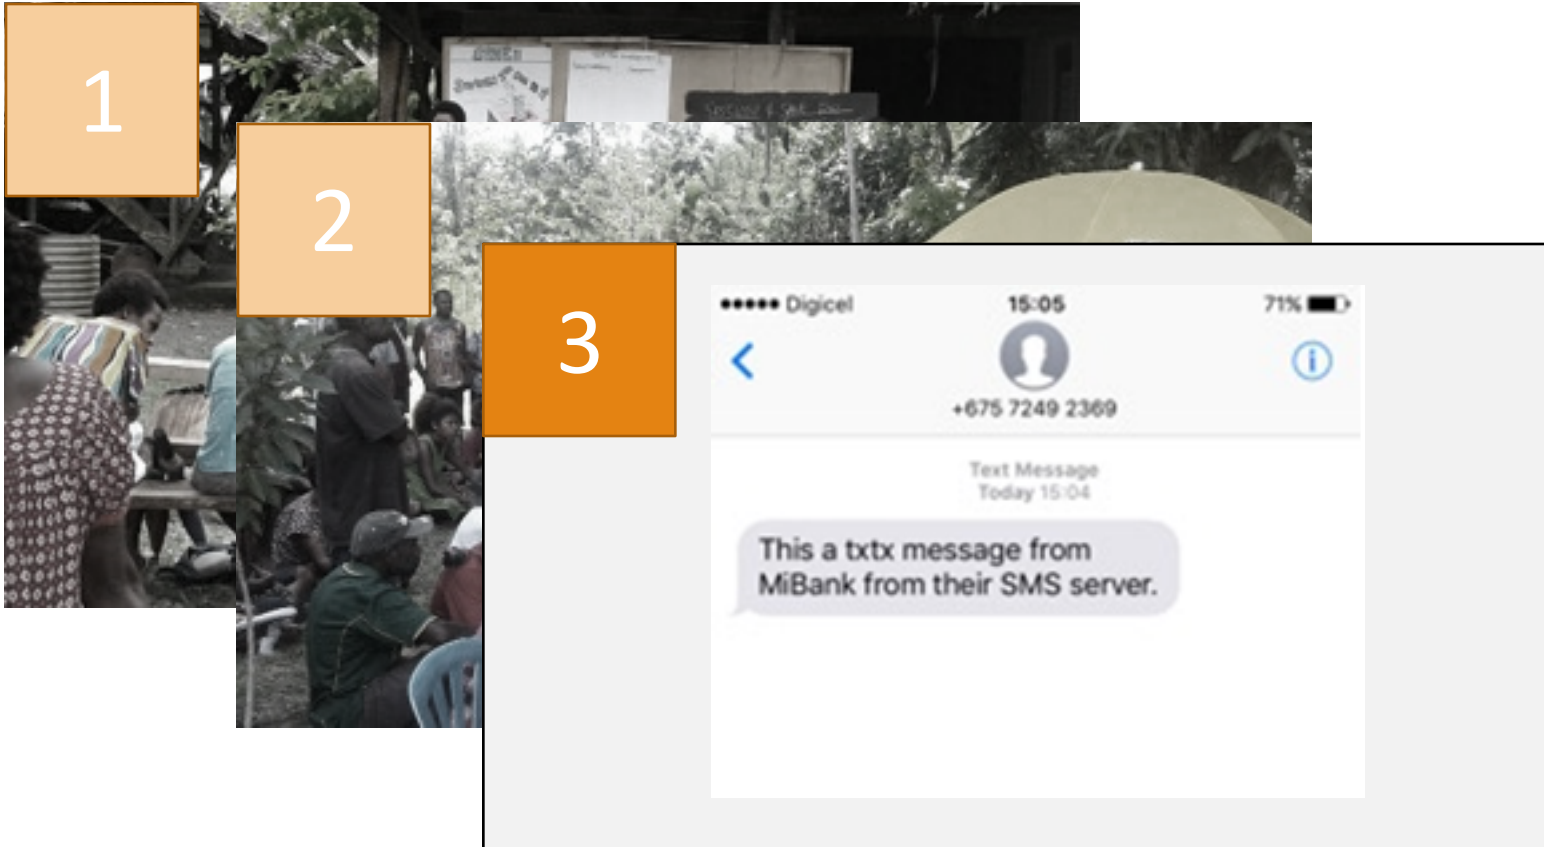 1
2
3
●●●●● Digicel 15:05 71%
+675 7249 2369
Text Message
Today 15:04
This a txtx message from
MiBank from their SMS server.